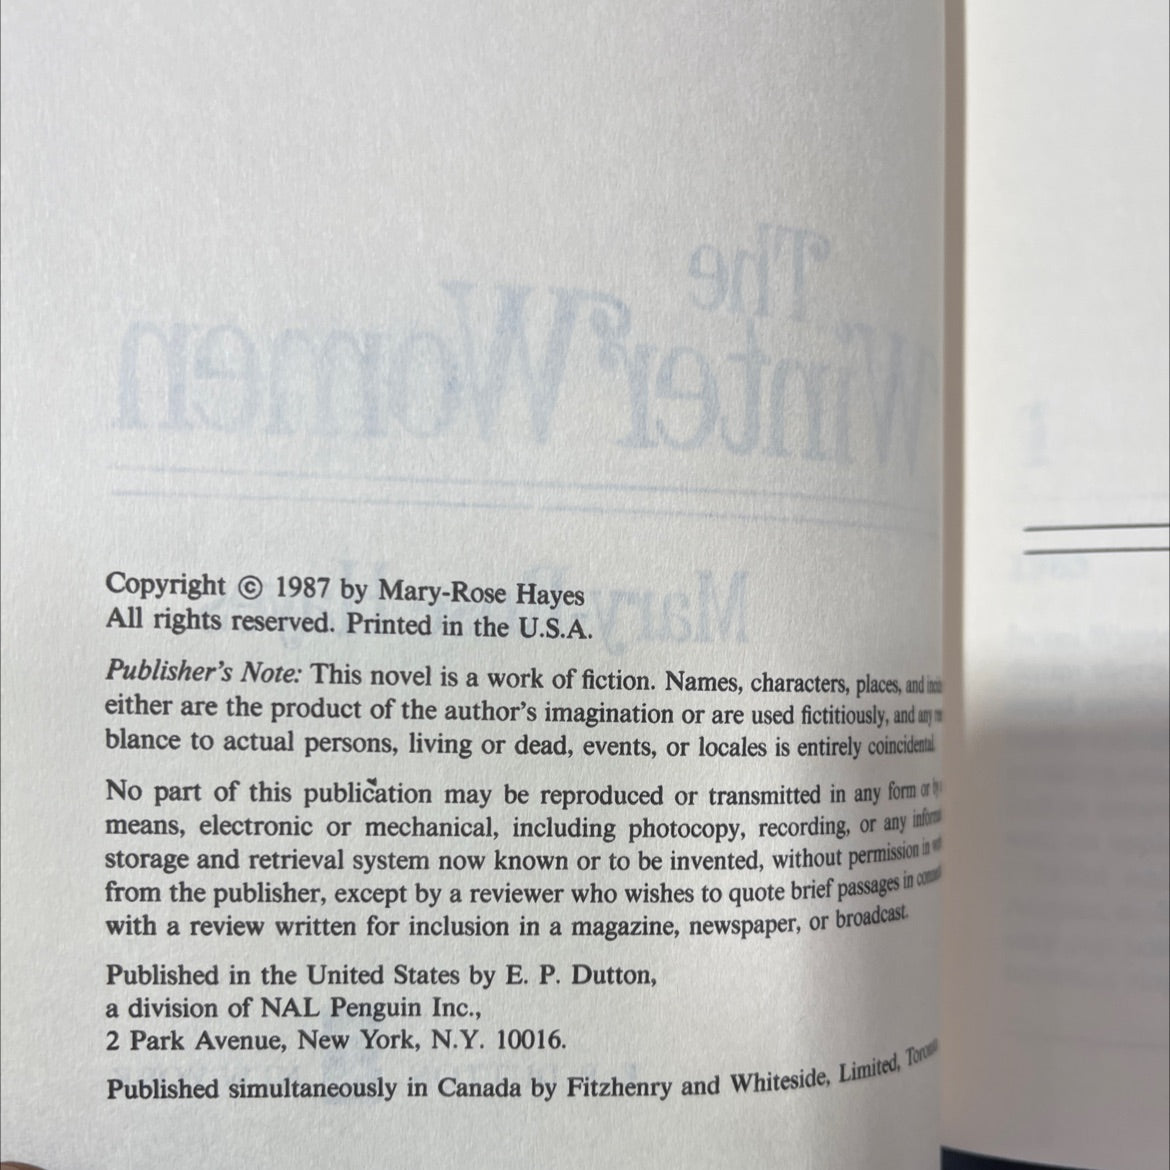 The
Winter Women
Mary-
Copyright © 1987 by Mary-Rose Hayes
All rights reserved. Printed in the U.S.A.
Publisher's Note: This novel is a work of fiction. Names, characters, places, and
either are the product of the author's imagination or are used fictitiously, and any
blance to actual persons, living or dead, events, or locales is entirely coincidental.
No part of this publication may be reproduced or transmitted in any form or by
means, electronic or mechanical, including photocopy, recording, or any
storage and retrieval system now known or to be invented, without permission in
from the publisher, except by a reviewer who wishes to quote brief passages in
with a review written for inclusion in a magazine, newspaper, or broadcast.
Published in the United States by E. P. Dutton,
a division of NAL Penguin Inc.,
2 Park Avenue, New York, N.Y. 10016.
Published simultaneously in Canada by Fitzhenry and Whiteside, Limited, Toronto